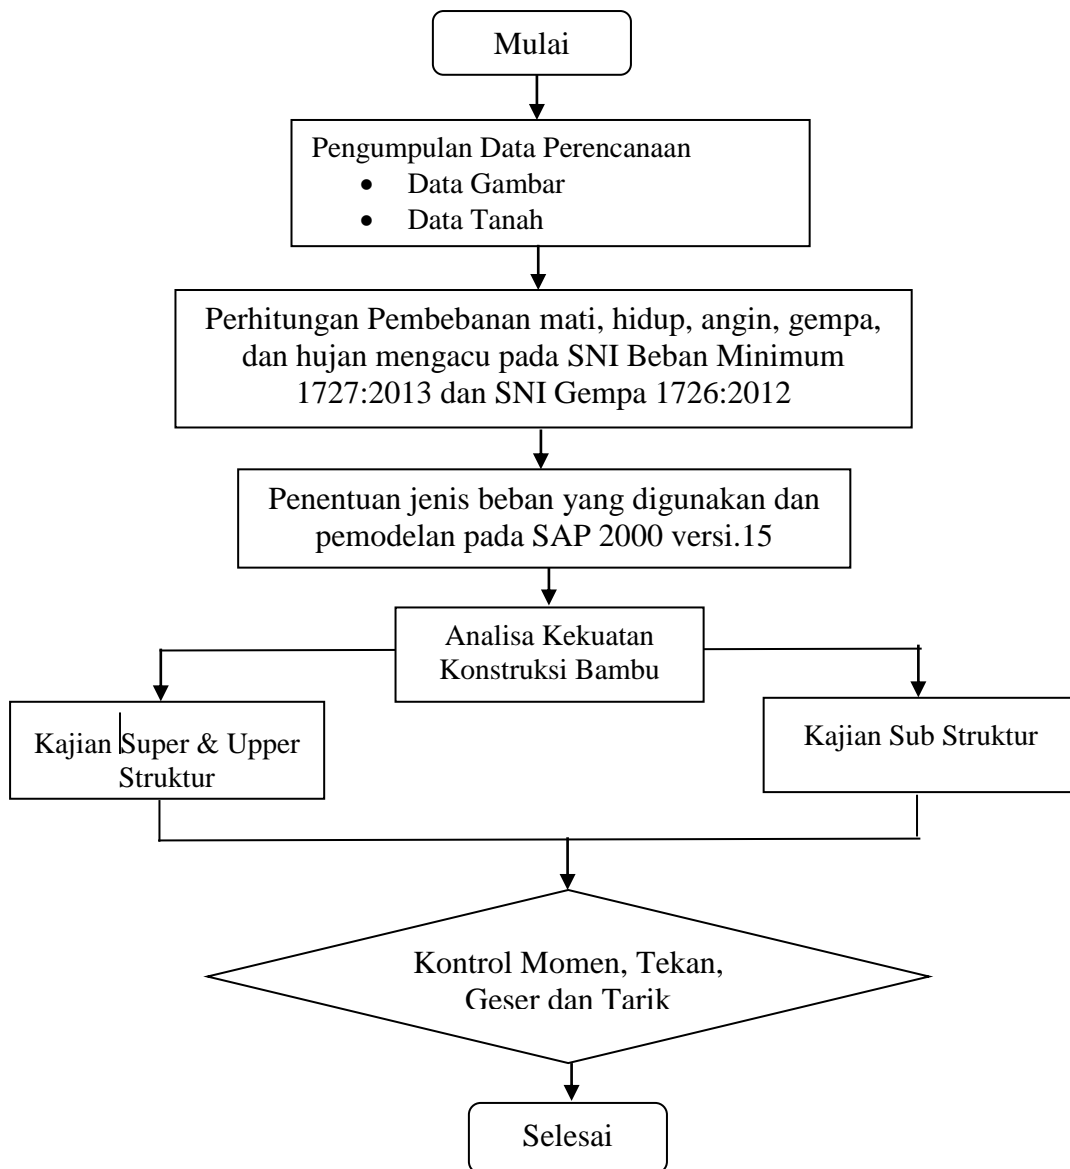 Mulai
Pengumpulan Data Perencanaan
• Data Gambar
• Data Tanah
Perhitungan Pembebanan mati, hidup, angin, gempa,
dan hujan mengacu pada SNI Beban Minimum
1727:2013 dan SNI Gempa 1726:2012
Penentuan jenis beban yang digunakan dan
pemodelan pada SAP 2000 versi.15
Analisa Kekuatan
Konstruksi Bambu
Kajian Super & Upper
Struktur
Kajian Sub Struktur
Kontrol Momen, Tekan,
Geser dan Tarik
Selesai